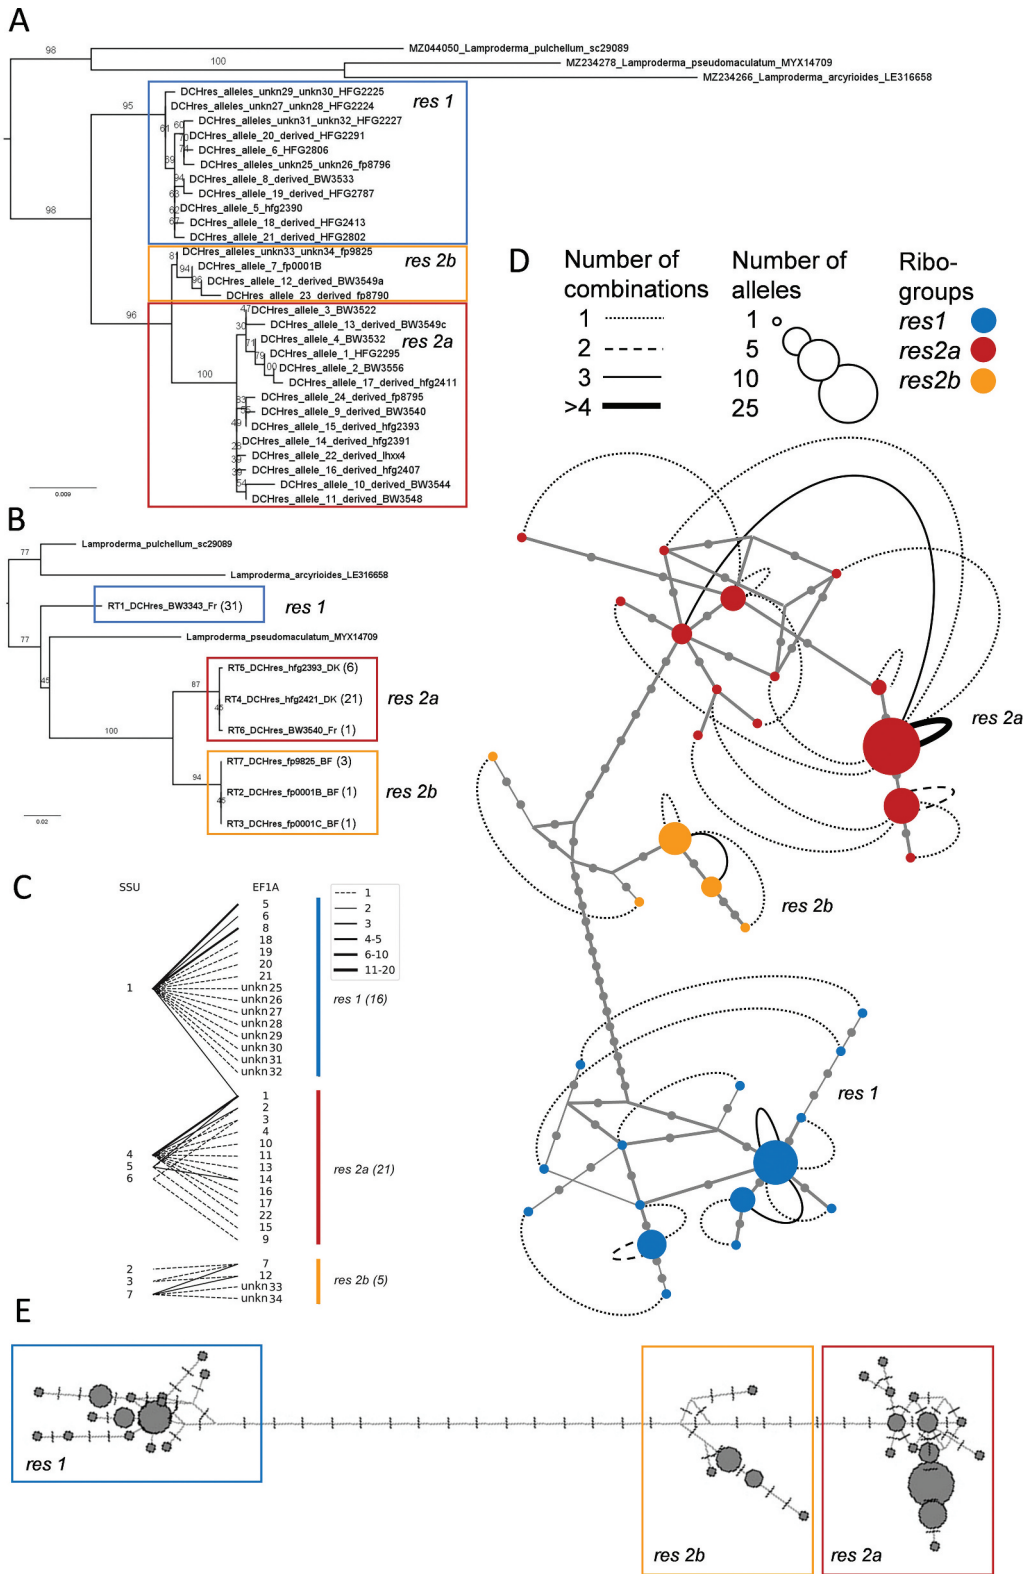 A
98
MZ044050_Lamproderma_pulchellum_sc29089
100
MZ234278_Lamproderma_pseudomaculatum_MYX14709
MZ234266_Lamproderma_arcyrioides_LE316658
95
res 1
DCHres_alleles_unkn29_unkn30_HFG2225
DCHres_alleles_unkn27_unkn28_HFG2224
DCHres_alleles_unkn31_unkn32_HFG2227
DCHres_allele_20_derived_HFG2291
DCHres_allele_6_HFG2806
DCHres_alleles_unkn25_unkn26_fp8796
DCHres_allele_8_derived_BW3533
DCHres_allele_19_derived_HFG2787
DCHres_allele_5_hfg2390
DCHres_allele_18_derived_HFG2413
DCHres_allele_21_derived_HFG2802
98
res 2b
DCHres_alleles_unkn33_unkn34_fp9825
DCHres_allele_7_fp0001B
DCHres_allele_12_derived_BW3549a
DCHres_allele_23_derived_fp8790
94
96
96
res 2a
DCHres_allele_3_BW3522
DCHres_allele_13_derived_BW3549c
DCHres_allele_4_BW3532
DCHres_allele_1_HFG2295
DCHres_allele_2_BW3556
DCHres_allele_17_derived_hfg2411
DCHres_allele_24_derived_fp8795
DCHres_allele_9_derived_BW3540
DCHres_allele_15_derived_hfg2393
DCHres_allele_14_derived_hfg2391
DCHres_allele_22_derived_lhxx4
DCHres_allele_16_derived_hfg2407
DCHres_allele_10_derived_BW3544
DCHres_allele_11_derived_BW3548
100
0.009
B
77
Lamproderma_pulchellum_sc29089
Lamproderma_arcyrioides_LE316658
RT1_DCHres_BW3343_Fr (31)
res 1
77
Lamproderma_pseudomaculatum_MYX14709
45
RT5_DCHres_hfg2393_DK (6)
87
RT4_DCHres_hfg2421_DK (21)
res 2a
RT6_DCHres_BW3540_Fr (1)
100
RT7_DCHres_fp9825_BF (3)
94
RT2_DCHres_fp0001B_BF (1)
res 2b
RT3_DCHres_fp0001C_BF (1)
0.02
C
SSU
EF1A
1
2
3
4-5
6-10
11-20
5
6
8
18
19
20
21
1
unkn25
unkn26
unkn27
unkn28
unkn29
unkn30
unkn31
unkn32
res 1 (16)
1
2
3
4
10
11
13
14
16
17
22
15
9
4
5
6
res 2a (21)
2
3
7
7
12
unkn33
unkn34
res 2b (5)
D
Number of combinations
1
2
3
>4
Number of alleles
1
5
10
25
Ribo-
groups
res1
res2a
res2b
res 2a
res 2b
res 1
E
res 1
res 2b
res 2a